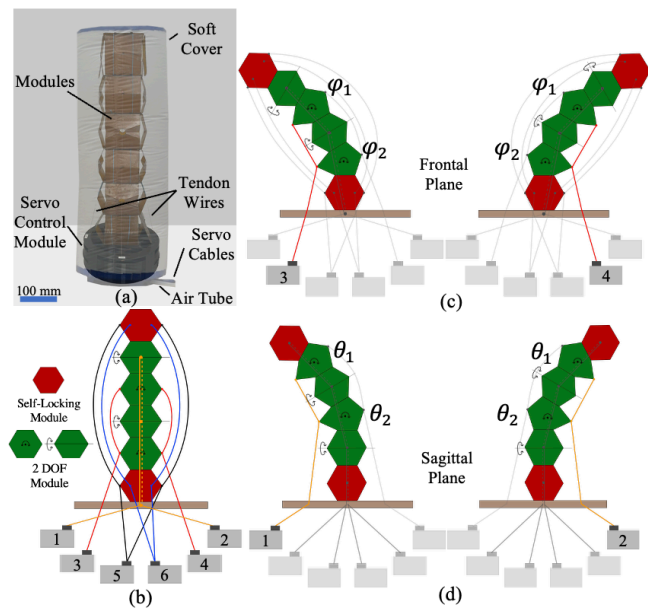 Soft
Cover
Modules
Tendon
Wires
Servo
Control
Module
Servo
Cables
100 mm
(a)
Air Tube
Self-Locking
Module
2 DOF
Module
1
2
3
4
5
6
(b)
φ1
φ2
φ1
φ2
Frontal
Plane
3
4
(c)
θ1
θ2
θ1
θ2
Sagittal
Plane
1
2
(d)